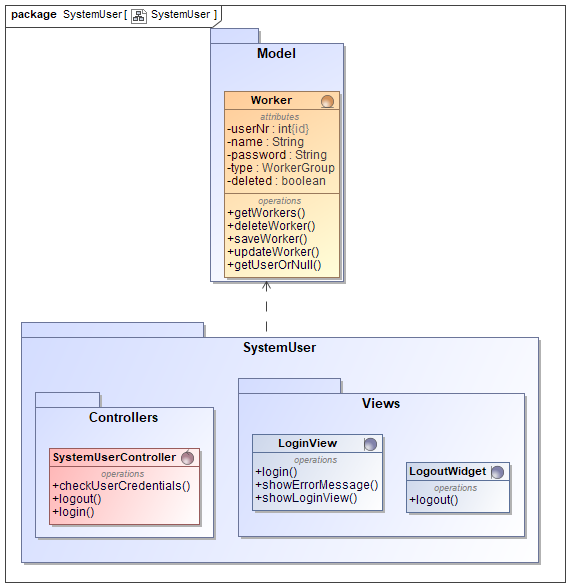 package SystemUser [ SystemUser ]
Model
Worker
attributes
-userNr : int{id}
-name : String
-password : String
-type : WorkerGroup
-deleted : boolean
operations
+getWorkers()
+deleteWorker()
+saveWorker()
+updateWorker()
+getUserOrNull()
SystemUser
Controllers
SystemUserController
operations
+checkUserCredentials()
+logout()
+login()
Views
LoginView
operations
+login()
+showErrorMessage()
+showLoginView()
LogoutWidget
operations
+logout()